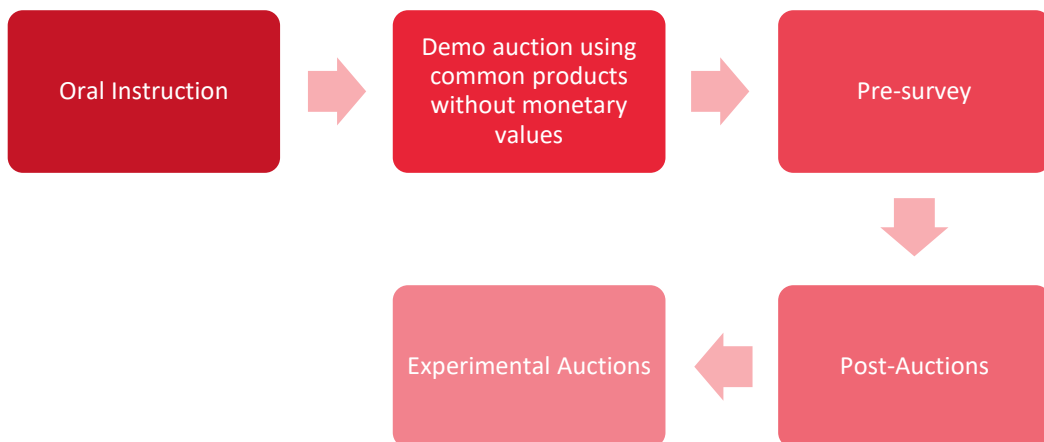 Oral Instruction
Demo auction using
common products
without monetary
values
Pre-survey
Post-Auctions
Experimental Auctions